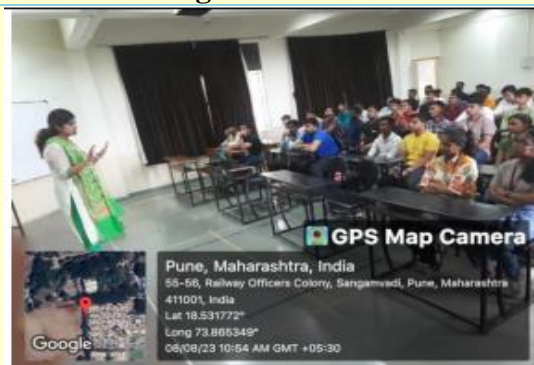 GPS Map Camera
Pune, Maharashtra, India
55-56, Railway Officers Colony, Sangamvadi, Pune, Maharashtra
411001, India
Lat 18.531772°
Long 73.865349°
08/08/23 10:54 AM GMT +05:30
Google